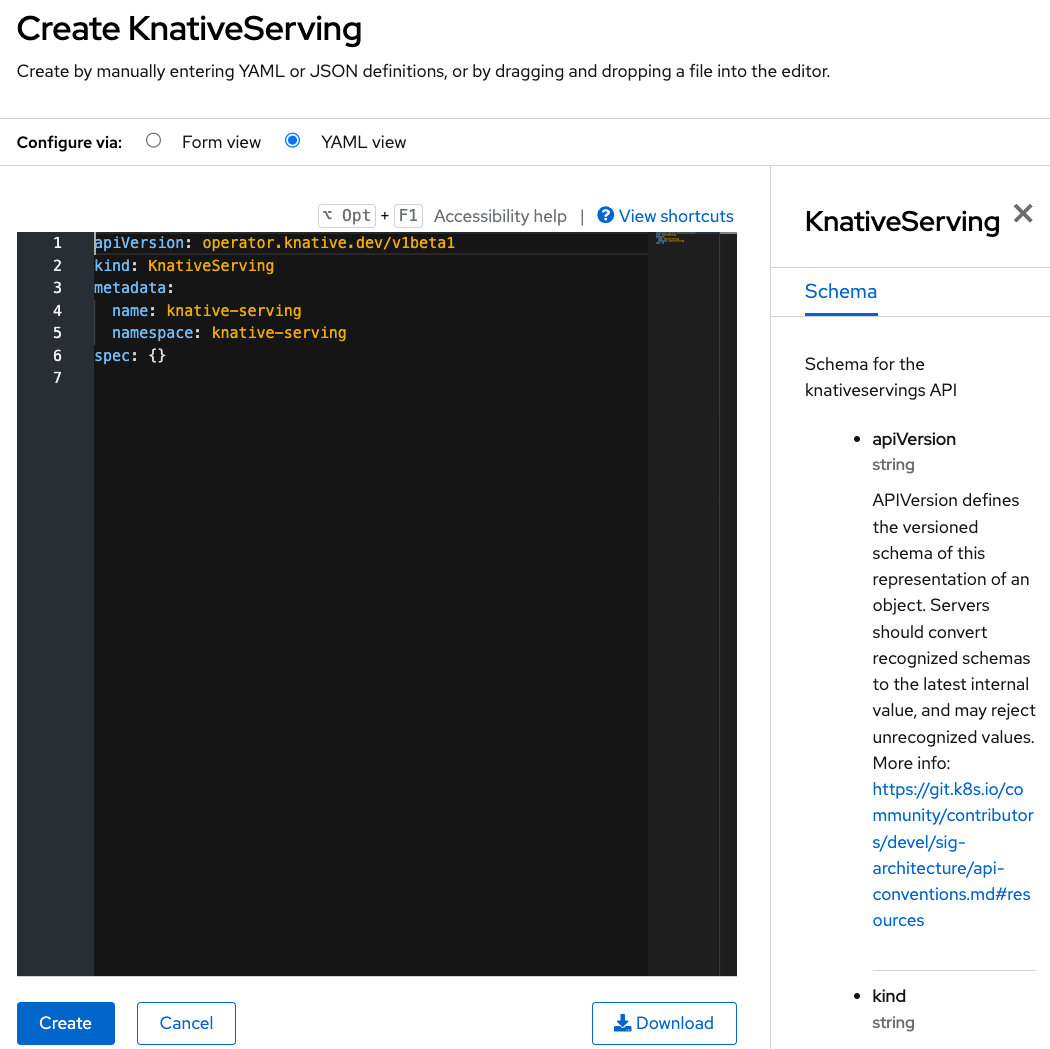 Create KnativeServing
Create by manually entering YAML or JSON definitions, or by dragging and dropping a file into the editor.
Configure via: Form view YAML view
⌥ Opt + F1 Accessibility help | View shortcuts
1 apiVersion: operator.knative.dev/v1beta1
2 kind: KnativeServing
3 metadata:
4   name: knative-serving
5   namespace: knative-serving
6 spec: {}
7
Create
Cancel
Download
KnativeServing
Schema
Schema for the
knativeservings API
• apiVersion
string
APIVersion defines
the versioned
schema of this
representation of an
object. Servers
should convert
recognized schemas
to the latest internal
value, and may reject
unrecognized values.
More info:
https://git.k8s.io/co
mmunity/contributor
s/devel/sig-
architecture/api-
conventions.md#res
ources
• kind
string